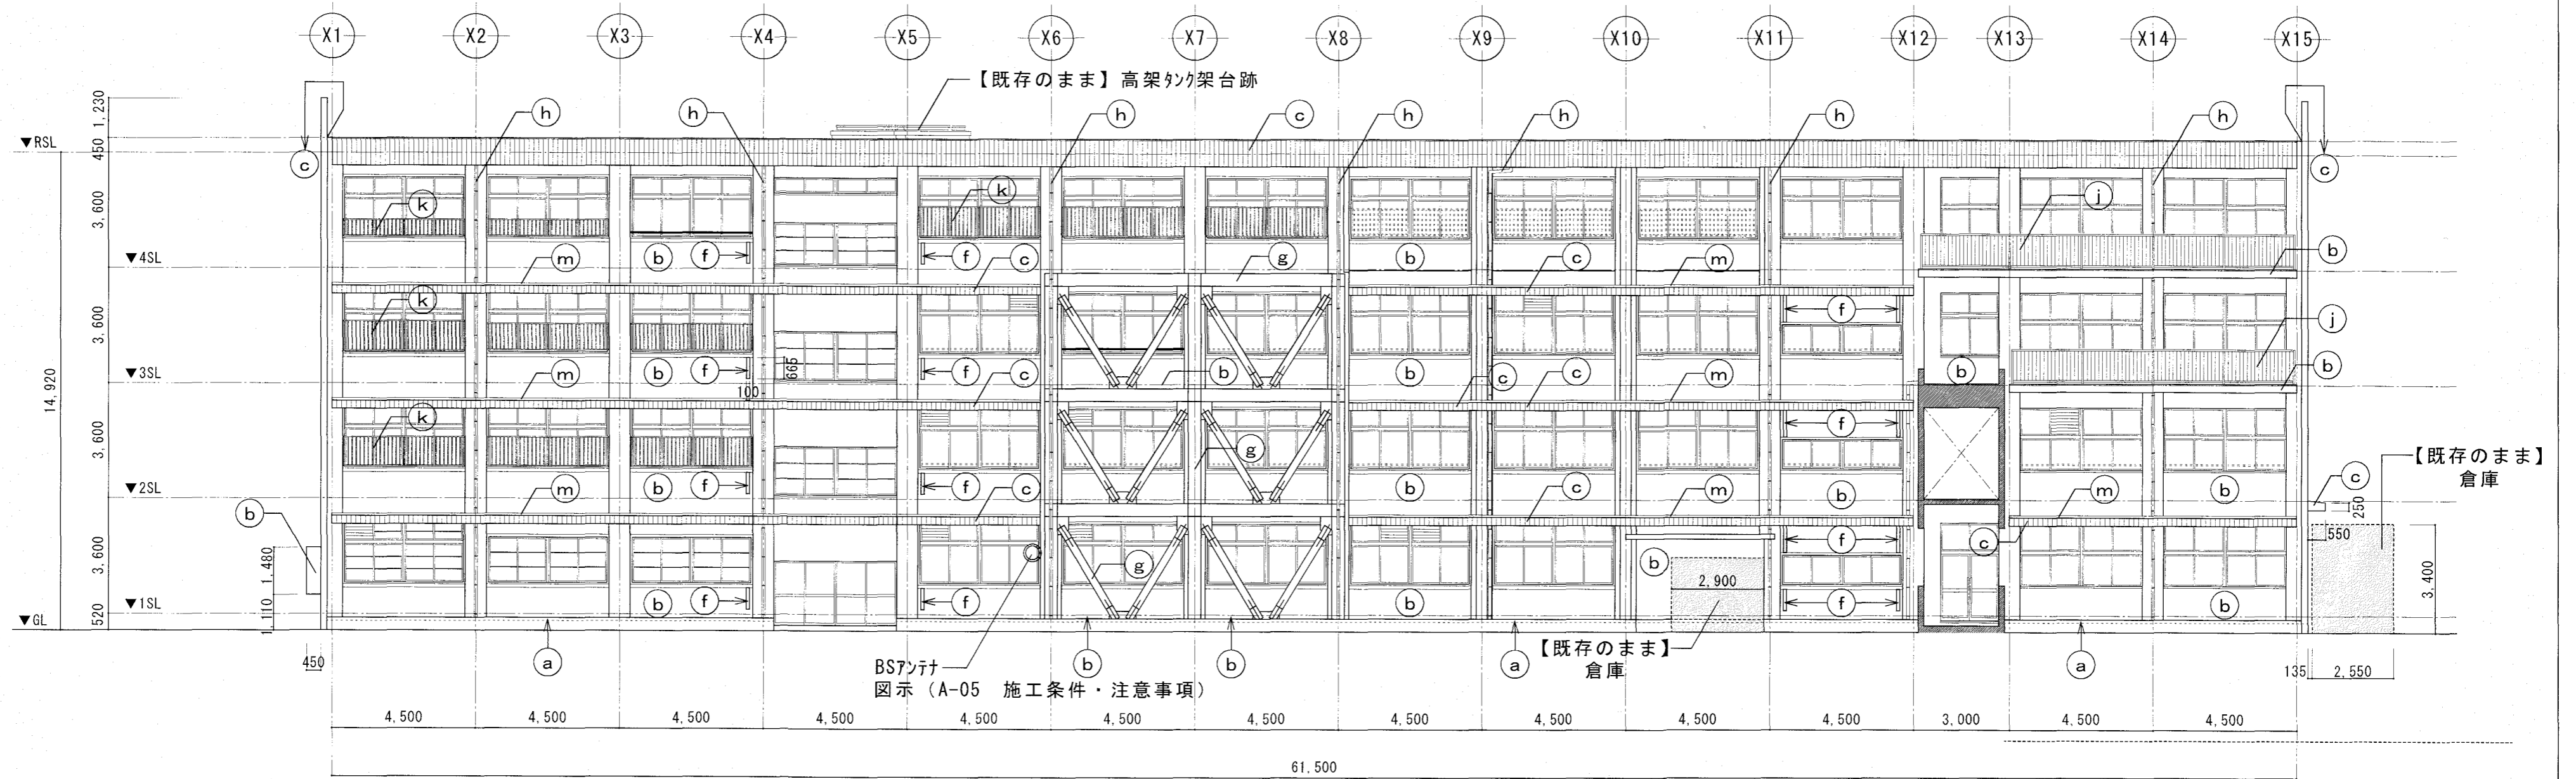 X1 X2 X3 X4 X5 X6 X7 X8 X9 X10 X11 X12 X13 X14 X15
【既存のまま】高架タンク架台跡
h h h c h h h h
1,230
▼RSL
450
c c
3,600
k k j
▼4SL
b f f g b b
m c c m
k f
3,600
j
14,920
▼3SL
b f 665 f b b b b
m 100 c c c m
k f
3,600
g
【既存のまま】
倉庫
▼2SL
b f f b b b
m c c m m c
b 250
f 550
c
3,600
1,480
g b 2,900 3,400
▼1SL
b f f b f b
▼GL
520
1,110
450
a b b a a
BSアンテナ
図示（A-05 施工条件・注意事項）
【既存のまま】
倉庫
135 2,550
4,500 4,500 4,500 4,500 4,500 4,500 4,500 4,500 4,500 4,500 4,500 3,000 4,500 4,500
61,500